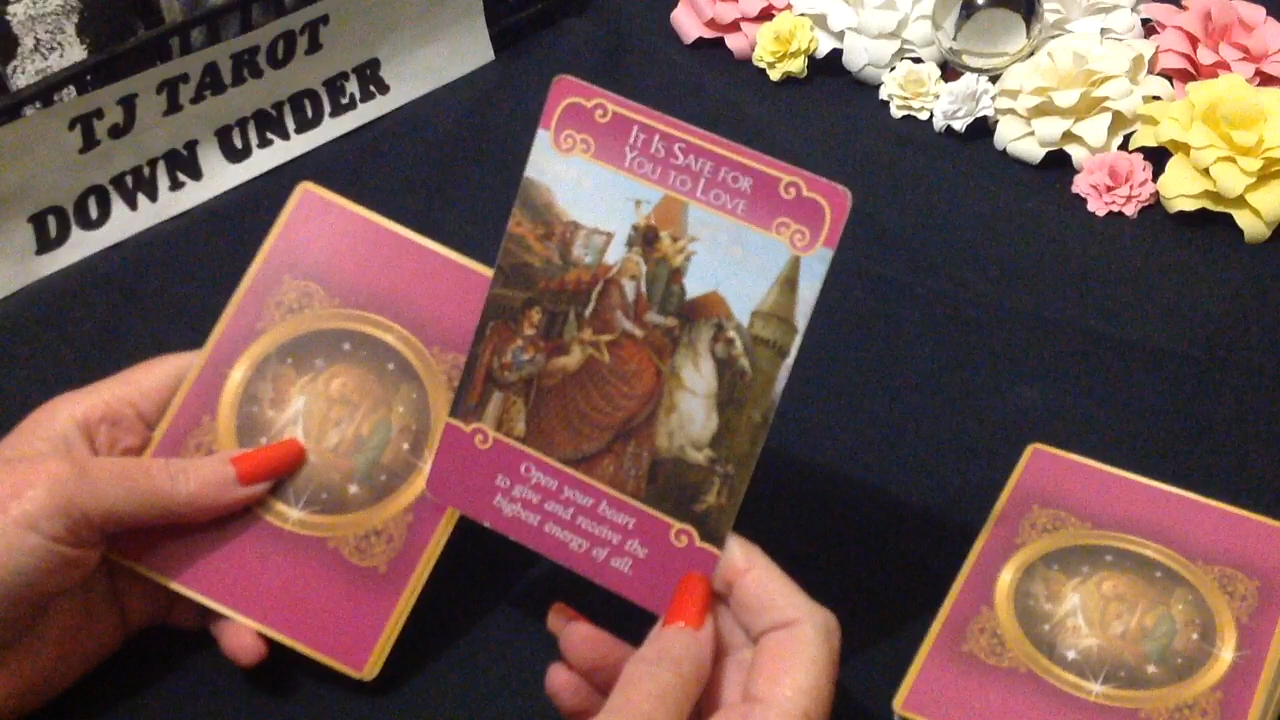 TJ TAROT
DOWN UNDER
IT IS SAFE FOR
YOU TO LOVE
Open your heart
to give and receive the
highest energy of all.